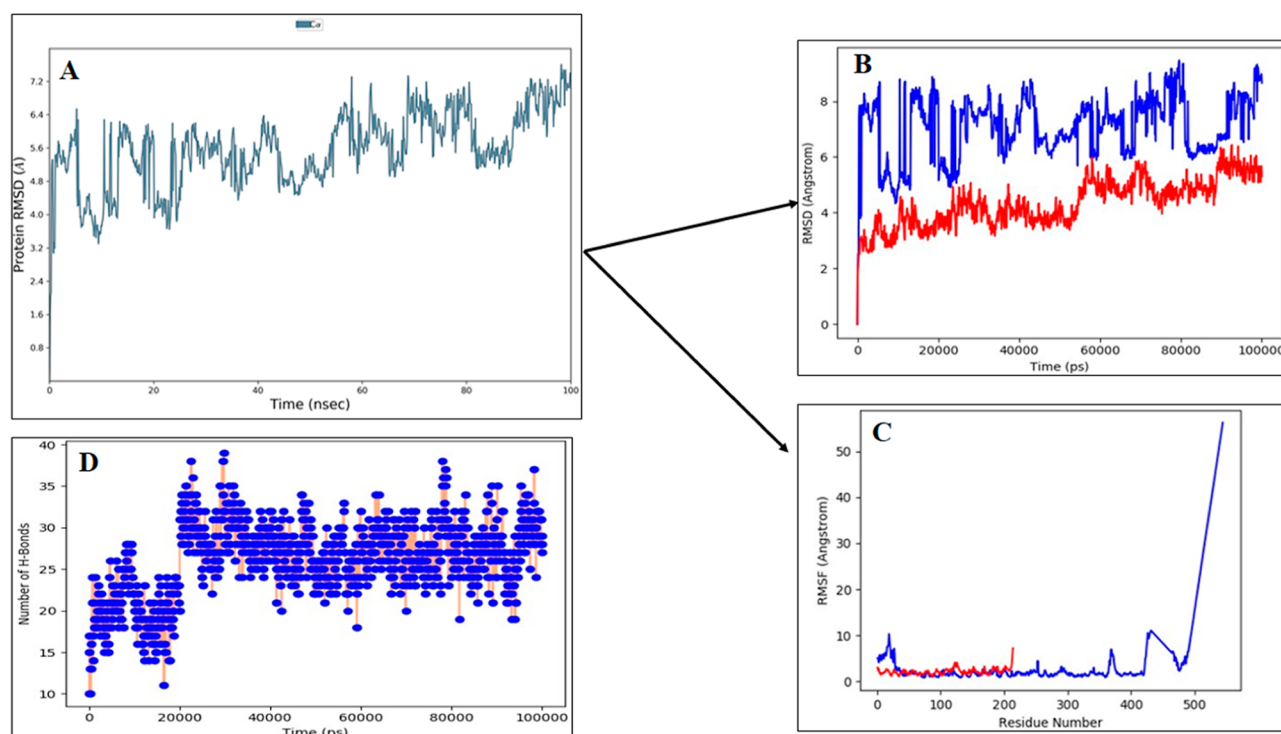 Cα
A
Protein RMSD (Å)
7.2
6.4
5.6
4.8
4.0
3.2
2.4
1.6
0.8
0 20 40 60 80 100
Time (nsec)
B
RMSD (Angstrom)
8
6
4
2
0
0 20000 40000 60000 80000 100000
Time (ps)
D
Number of H-Bonds
40
35
30
25
20
15
10
0 20000 40000 60000 80000 100000
Time (ps)
C
RMSF (Angstrom)
50
40
30
20
10
0
0 100 200 300 400 500
Residue Number